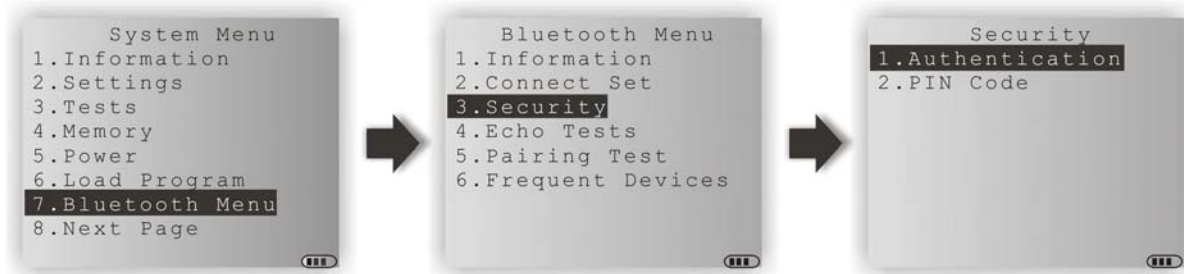 System Menu
1.Information
2.Settings
3.Tests
4.Memory
5.Power
6.Load Program
7.Bluetooth Menu
8.Next Page
Bluetooth Menu
1.Information
2.Connect Set
3.Security
4.Echo Tests
5.Pairing Test
6.Frequent Devices
Security
1.Authentication
2.PIN Code